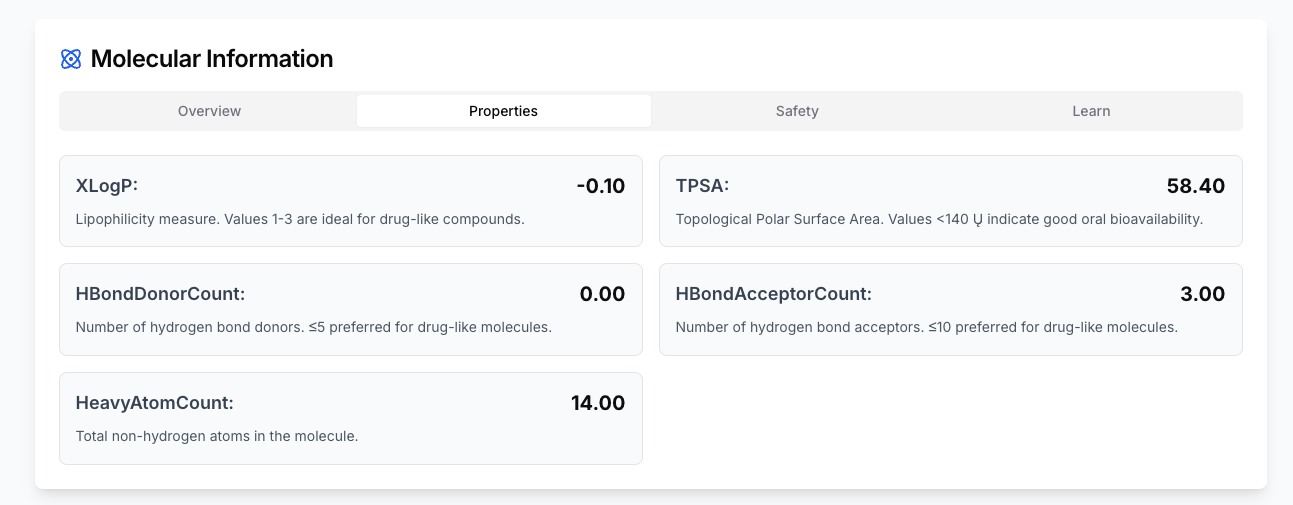 Molecular Information
Overview Properties Safety Learn
XLogP: -0.10
Lipophilicity measure. Values 1-3 are ideal for drug-like compounds.
TPSA: 58.40
Topological Polar Surface Area. Values <140 Ų indicate good oral bioavailability.
HBondDonorCount: 0.00
Number of hydrogen bond donors. ≤5 preferred for drug-like molecules.
HBondAcceptorCount: 3.00
Number of hydrogen bond acceptors. ≤10 preferred for drug-like molecules.
HeavyAtomCount: 14.00
Total non-hydrogen atoms in the molecule.